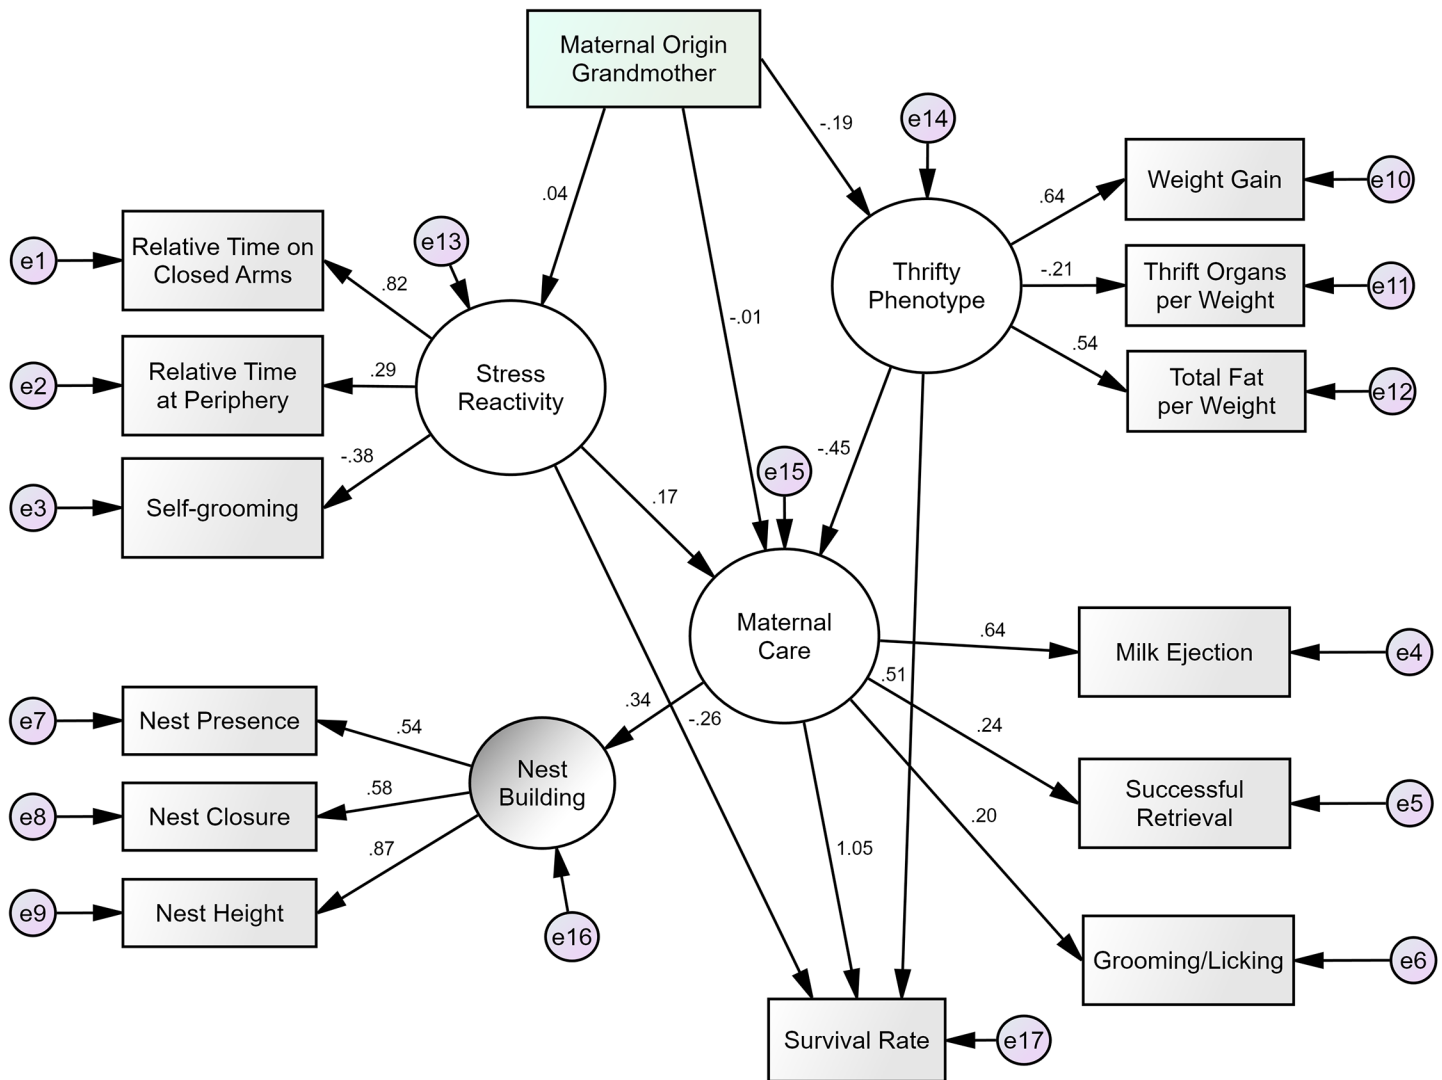 Maternal Origin
Grandmother
-.19
e14
Weight Gain
e10
.64
.04
e13
Relative Time on
Closed Arms
e1
.82
Thrifty
Phenotype
-.21
Thrift Organs
per Weight
e11
-.01
.54
Total Fat
per Weight
e12
e2
Relative Time
at Periphery
.29
Stress
Reactivity
-.38
e3
Self-grooming
-.45
e15
.17
Maternal
Care
.64
Milk Ejection
e4
.51
.34
-.26
.24
e7
Nest Presence
.54
Nest
Building
e8
Nest Closure
.58
Successful
Retrieval
e5
.20
.87
1.05
e9
Nest Height
e16
Grooming/Licking
e6
Survival Rate
e17